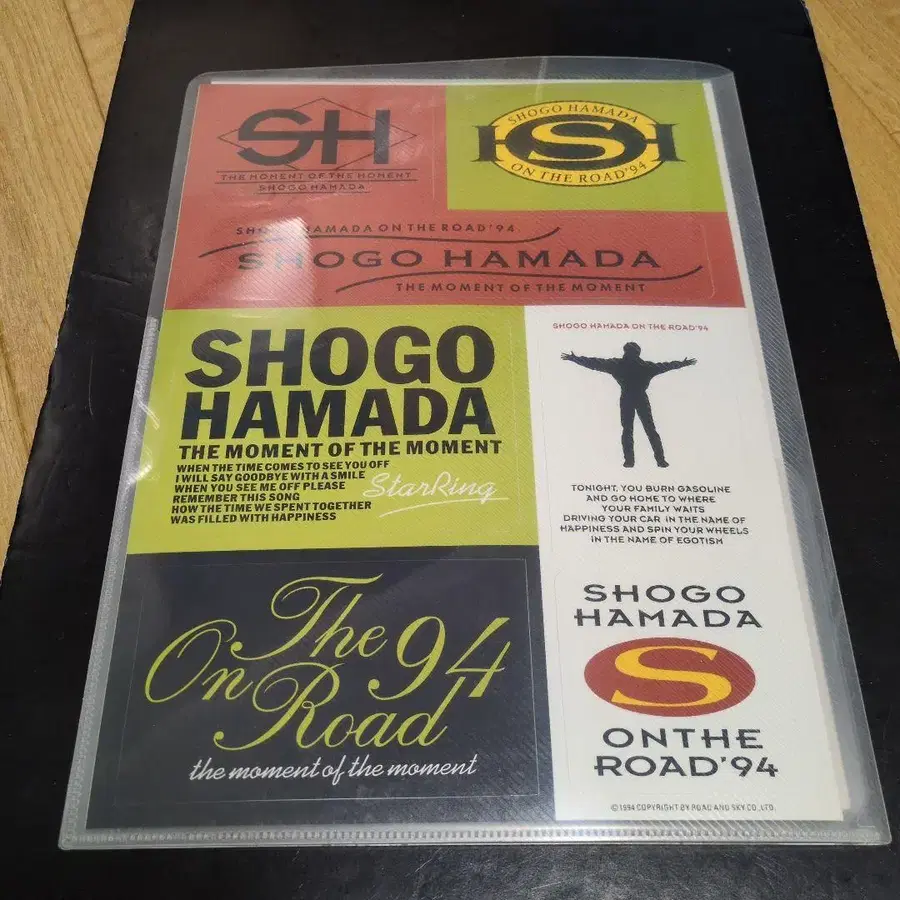 SH
THE MOMENT OF THE MOMENT
SHOGO HAMADA
SHOGO HAMADA
HSH
ON THE ROAD'94
SHOGO HAMADA ON THE ROAD'94
SHOGO HAMADA
THE MOMENT OF THE MOMENT
SHOGO
HAMADA
THE MOMENT OF THE MOMENT
WHEN THE TIME COMES TO SEE YOU OFF
I WILL SAY GOODBYE WITH A SMILE
WHEN YOU SEE ME OFF PLEASE
REMEMBER THIS SONG
HOW THE TIME WE SPENT TOGETHER
WAS FILLED WITH HAPPINESS
StarRing
SHOGO HAMADA ON THE ROAD'94
TONIGHT, YOU BURN GASOLINE
AND GO HOME TO WHERE
YOUR FAMILY WAITS
DRIVING YOUR CAR IN THE NAME OF
HAPPINESS AND SPIN YOUR WHEELS
IN THE NAME OF EGOTISM
The
On 94
Road
the moment of the moment
SHOGO
HAMADA
S
ON THE
ROAD'94
©1994 COPYRIGHT BY ROAD AND SKY CO., LTD.